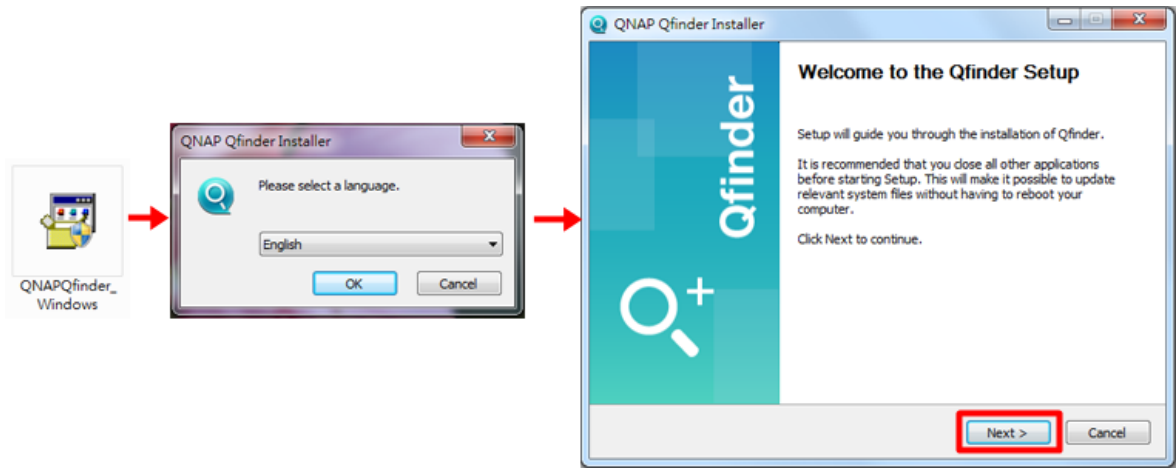 QNAPQfinder_
Windows
QNAP Qfinder Installer
Please select a language.
English
OK
Cancel
QNAP Qfinder Installer
Qfinder
Welcome to the Qfinder Setup
Setup will guide you through the installation of Qfinder.
It is recommended that you close all other applications
before starting Setup. This will make it possible to update
relevant system files without having to reboot your
computer.
Click Next to continue.
Next >
Cancel